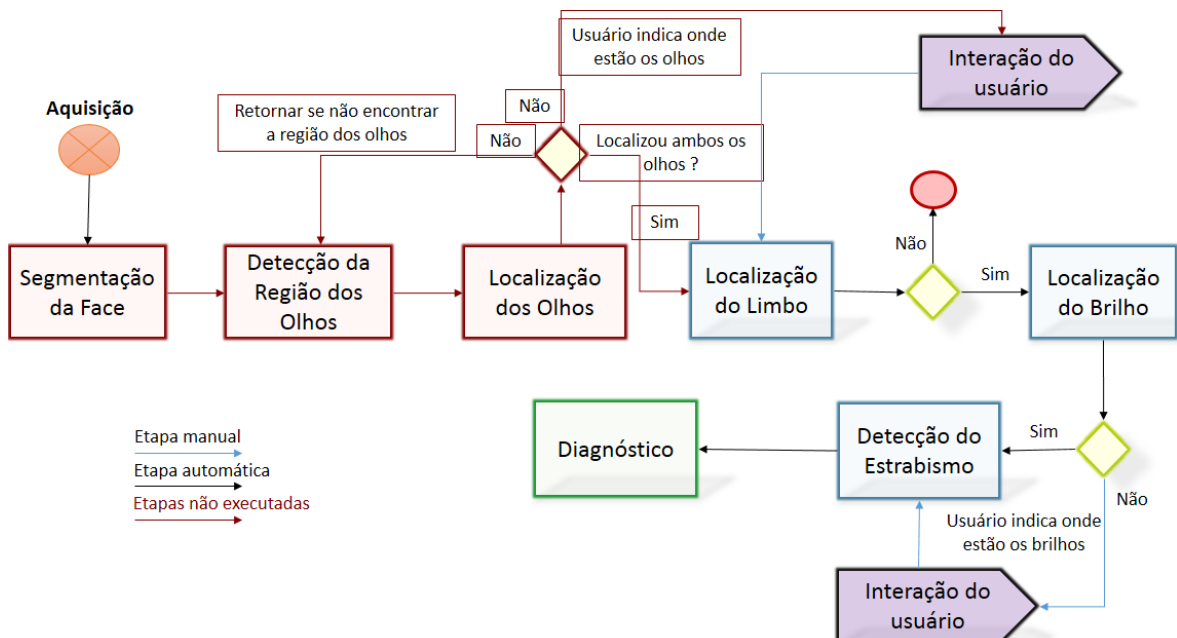 Usuário indica onde
estão os olhos
Interação do
usuário
Aquisição
Retornar se não encontrar
a região dos olhos
Não
Não
Localizou ambos os
olhos ?
Sim
Segmentação
da Face
Detecção da
Região dos
Olhos
Localização
dos Olhos
Localização
do Limbo
Não
Sim
Localização
do Brilho
Etapa manual
Etapa automática
Etapas não executadas
Diagnóstico
Detecção do
Estrabismo
Sim
Não
Usuário indica onde
estão os brilhos
Interação do
usuário